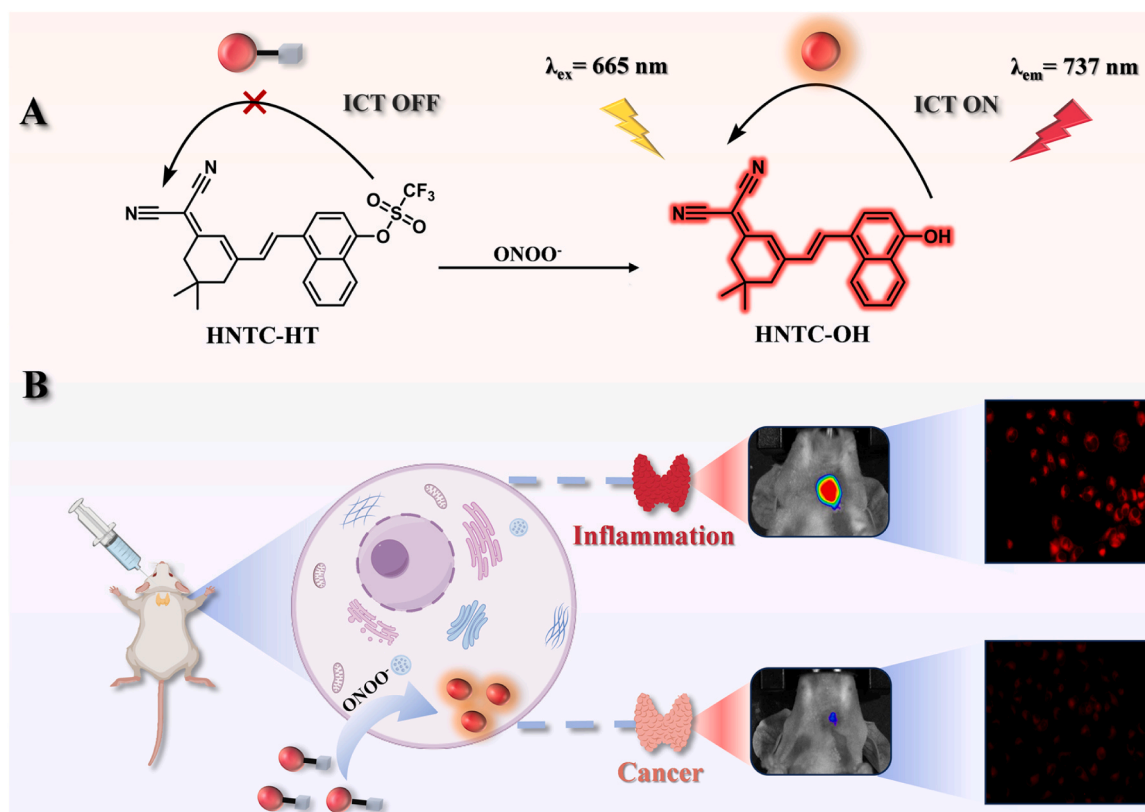 A
ICT OFF
λex= 665 nm
ICT ON
λem= 737 nm
N
N
CF3
O
S
O
O
ONOO-
HNTC-HT
N
N
OH
HNTC-OH
B
Inflammation
ONOO-
Cancer